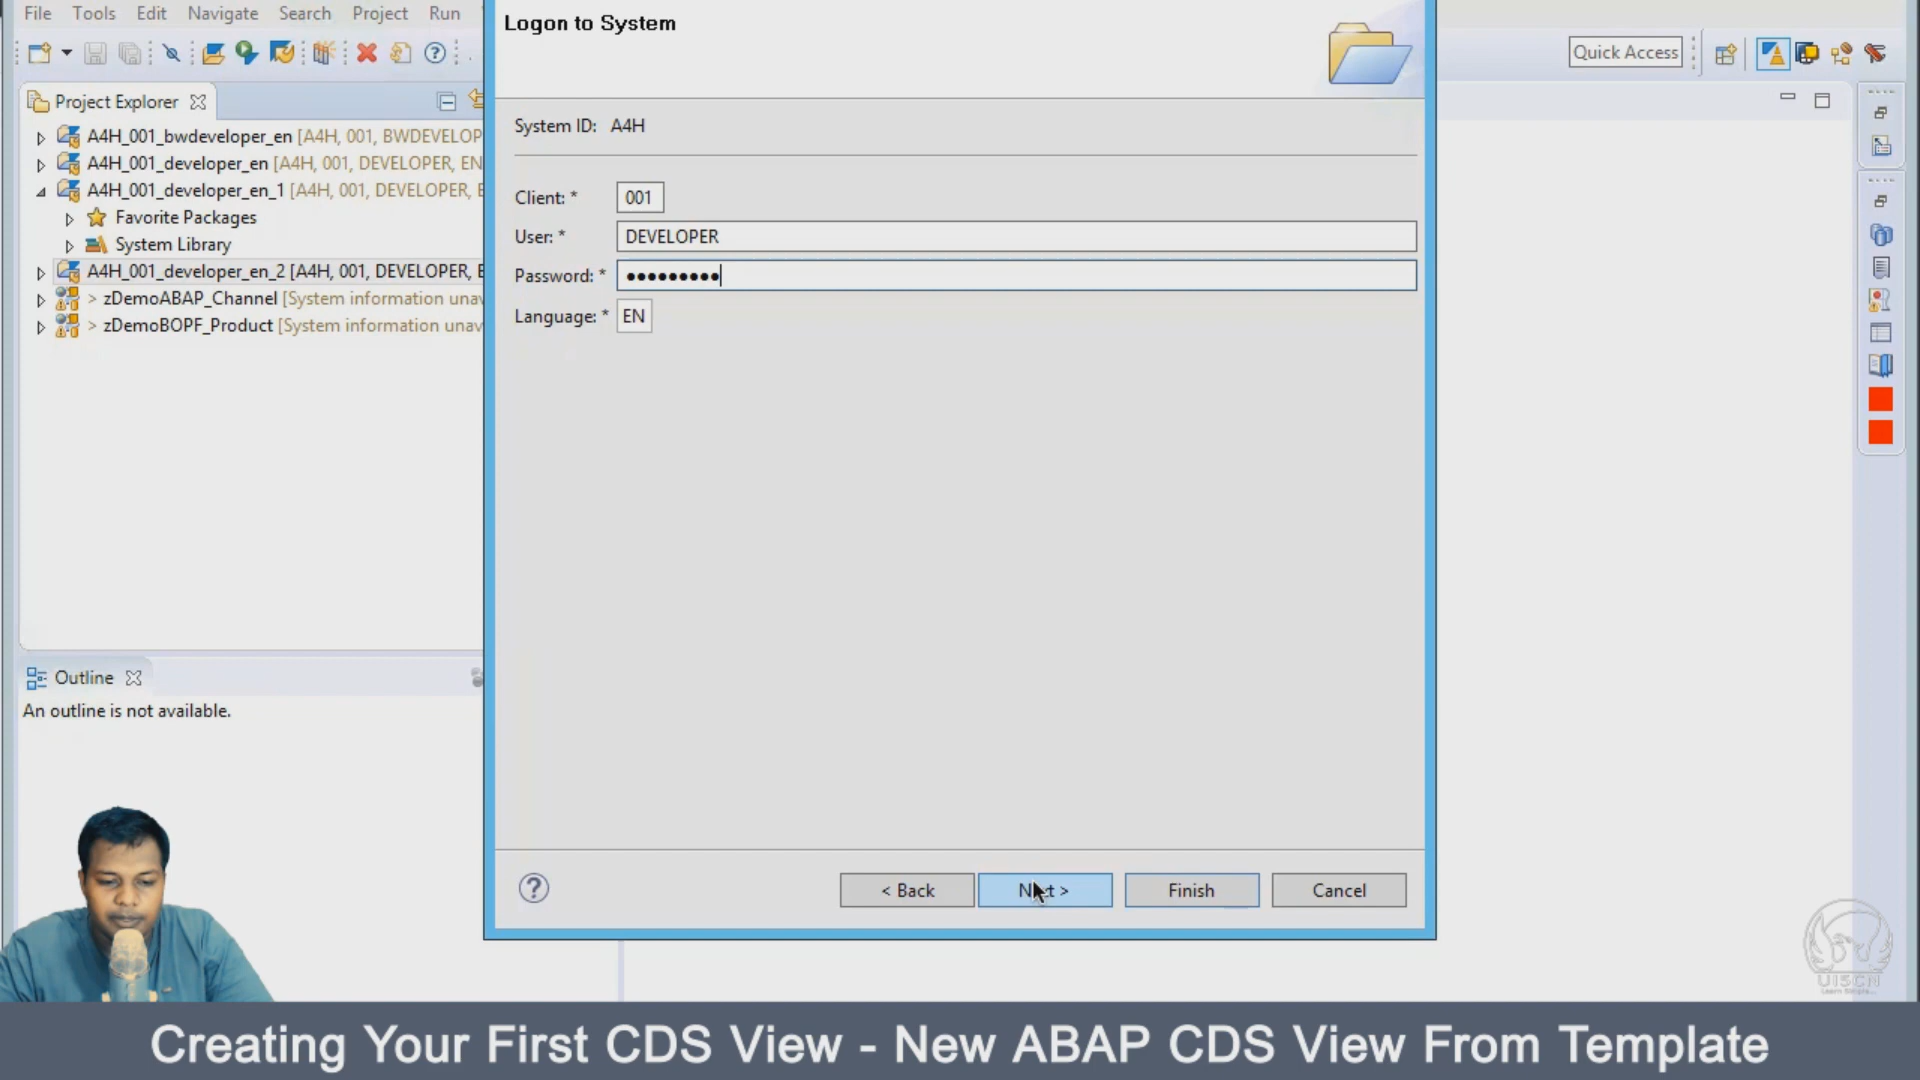 File Tools Edit Navigate Search Project Run
Logon to System
Quick Access
Project Explorer
A4H_001_bwdeveloper_en [A4H, 001, BWDEVELOP
A4H_001_developer_en [A4H, 001, DEVELOPER, EN
A4H_001_developer_en_1 [A4H, 001, DEVELOPER, E
Favorite Packages
System Library
A4H_001_developer_en_2 [A4H, 001, DEVELOPER, E
> zDemoABAP_Channel [System information unav
> zDemoBOPF_Product [System information unav
System ID: A4H
Client: * 001
User: * DEVELOPER
Password: * •••••••••
Language: * EN
Outline
An outline is not available.
< Back
Finish
Cancel
UI5CN
Creating Your First CDS View - New ABAP CDS View From Template